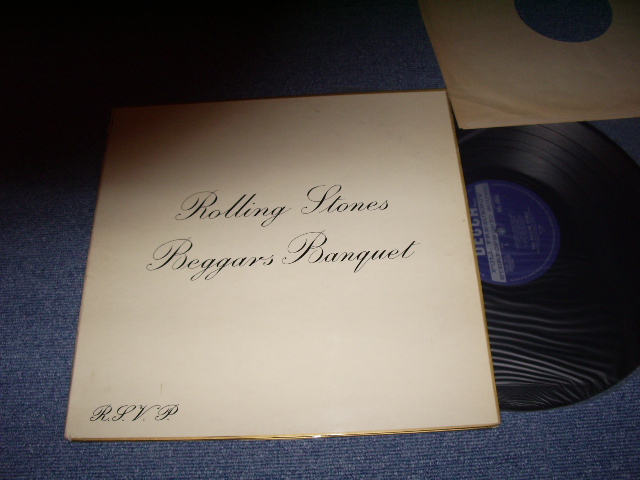 Rolling Stones
Beggars Banquet
R.S.V.P.
DECCA